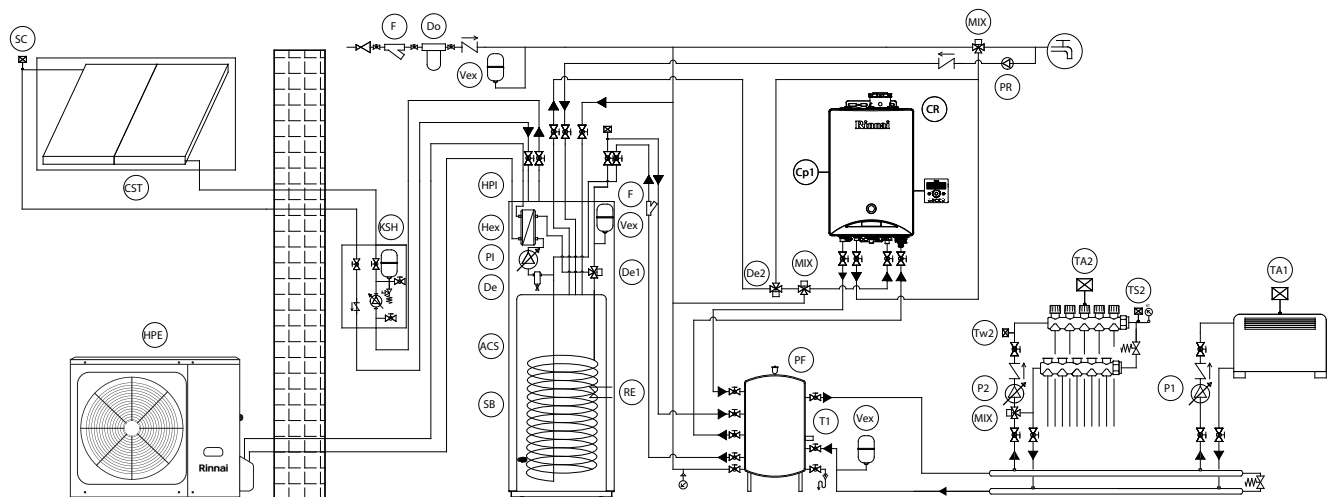 SC
F
Do
MIX
Vex
PR
CR
Rinnai
CST
Cp1
HPI
F
KSH
Hex
Vex
PI
De1
De2
MIX
TA2
TA1
TS2
De
HPE
ACS
Tw2
PF
P2
P1
SB
RE
T1
Vex
MIX
Rinnai